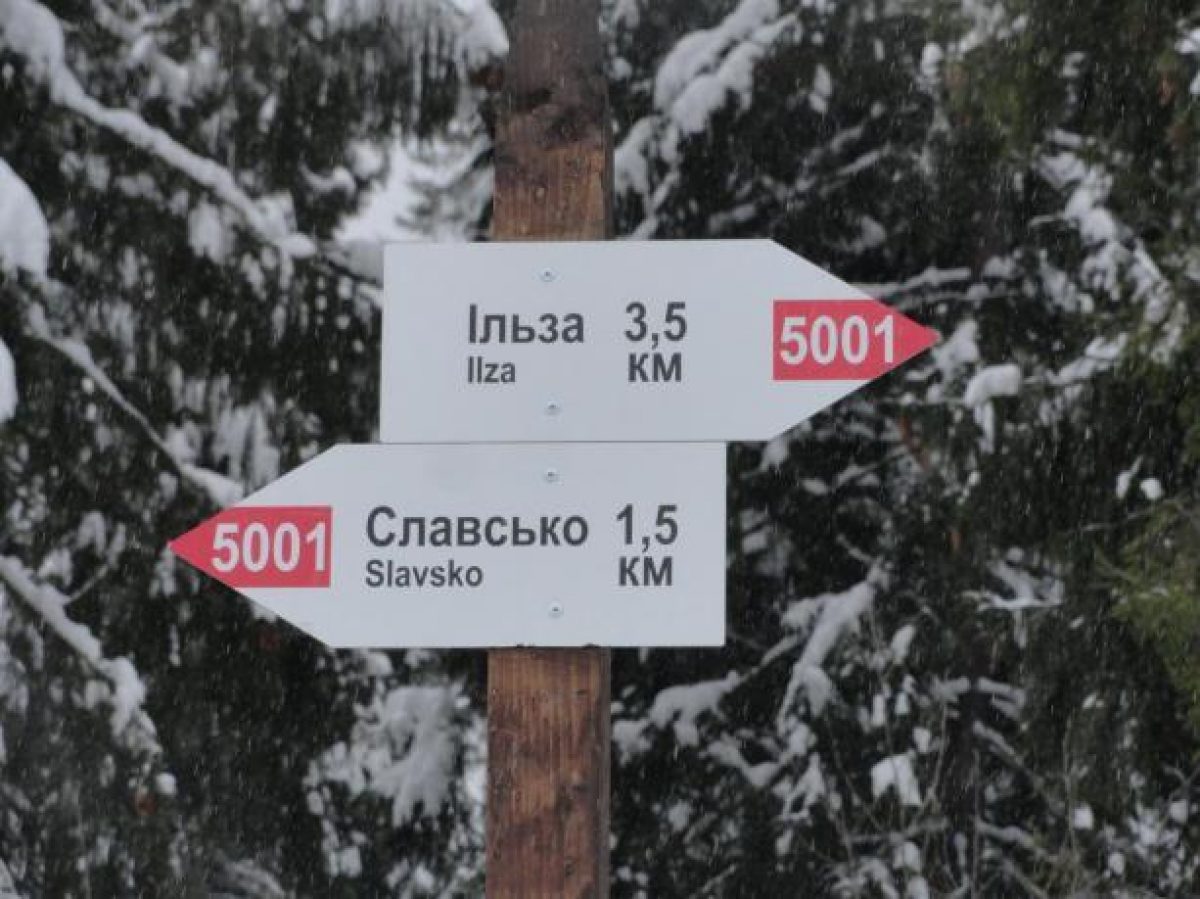 Ільза 3,5 5001
Ilza КМ
5001 Славсько 1,5
Slavsko КМ